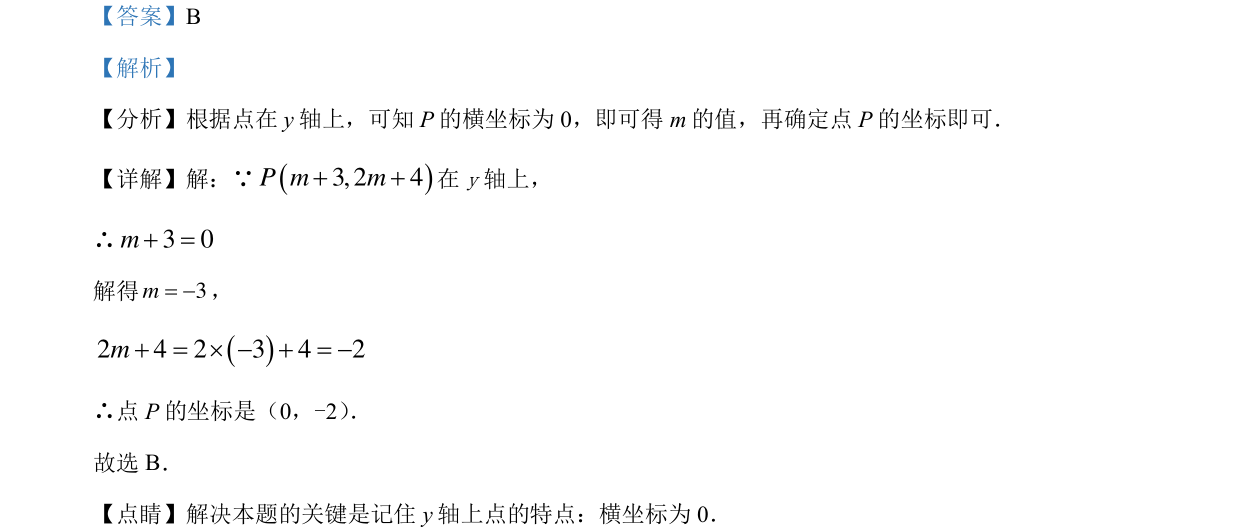 【答案】B
【解析】
【分析】根据点在 y 轴上，可知 P 的横坐标为 0，即可得 m 的值，再确定点 P 的坐标即可．
【详解】解：∵ P(m+3,2m+4)在 y 轴上，
∴ m+3=0
解得 m=−3，
2m+4=2×(−3)+4=−2
∴点 P 的坐标是（0，-2）．
故选 B．
【点睛】解决本题的关键是记住 y 轴上点的特点：横坐标为 0．